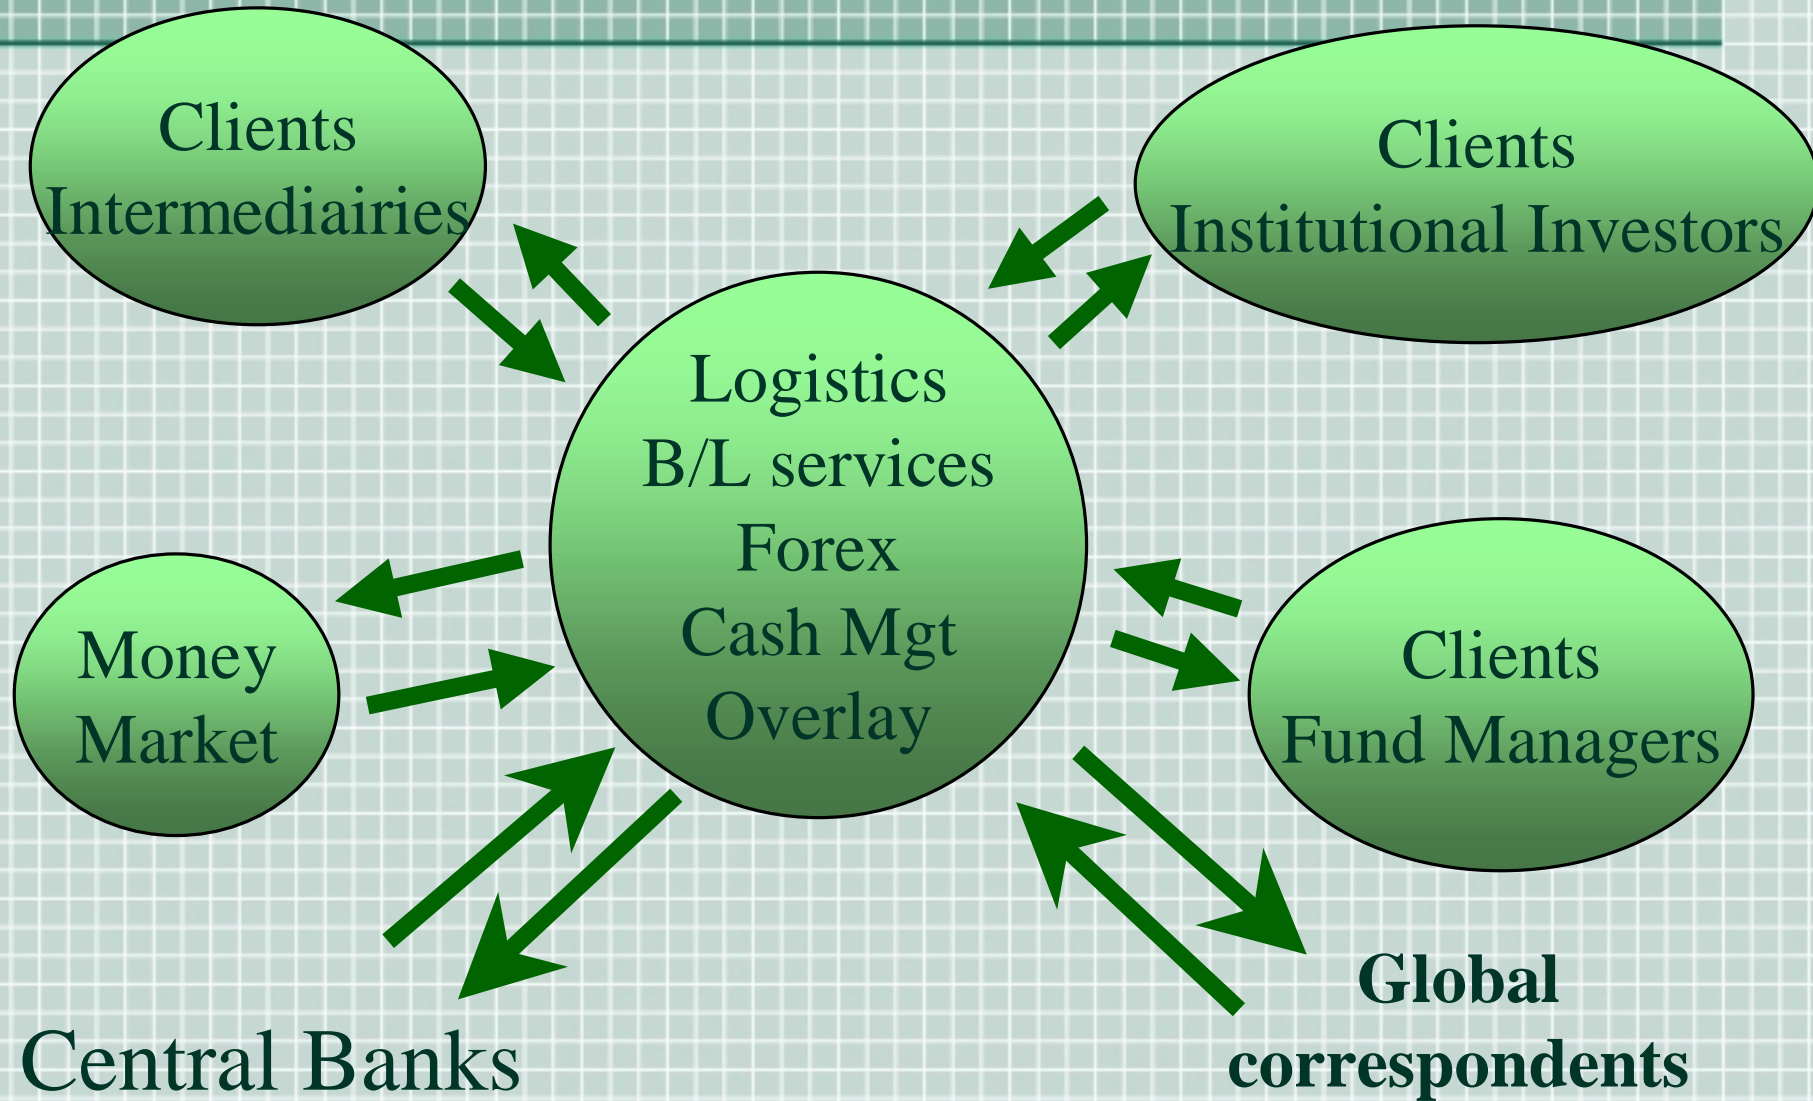 Clients
Intermediairies
Clients
Institutional Investors
Logistics
B/L services
Forex
Cash Mgt
Overlay
Money
Market
Clients
Fund Managers
Central Banks
Global
correspondents